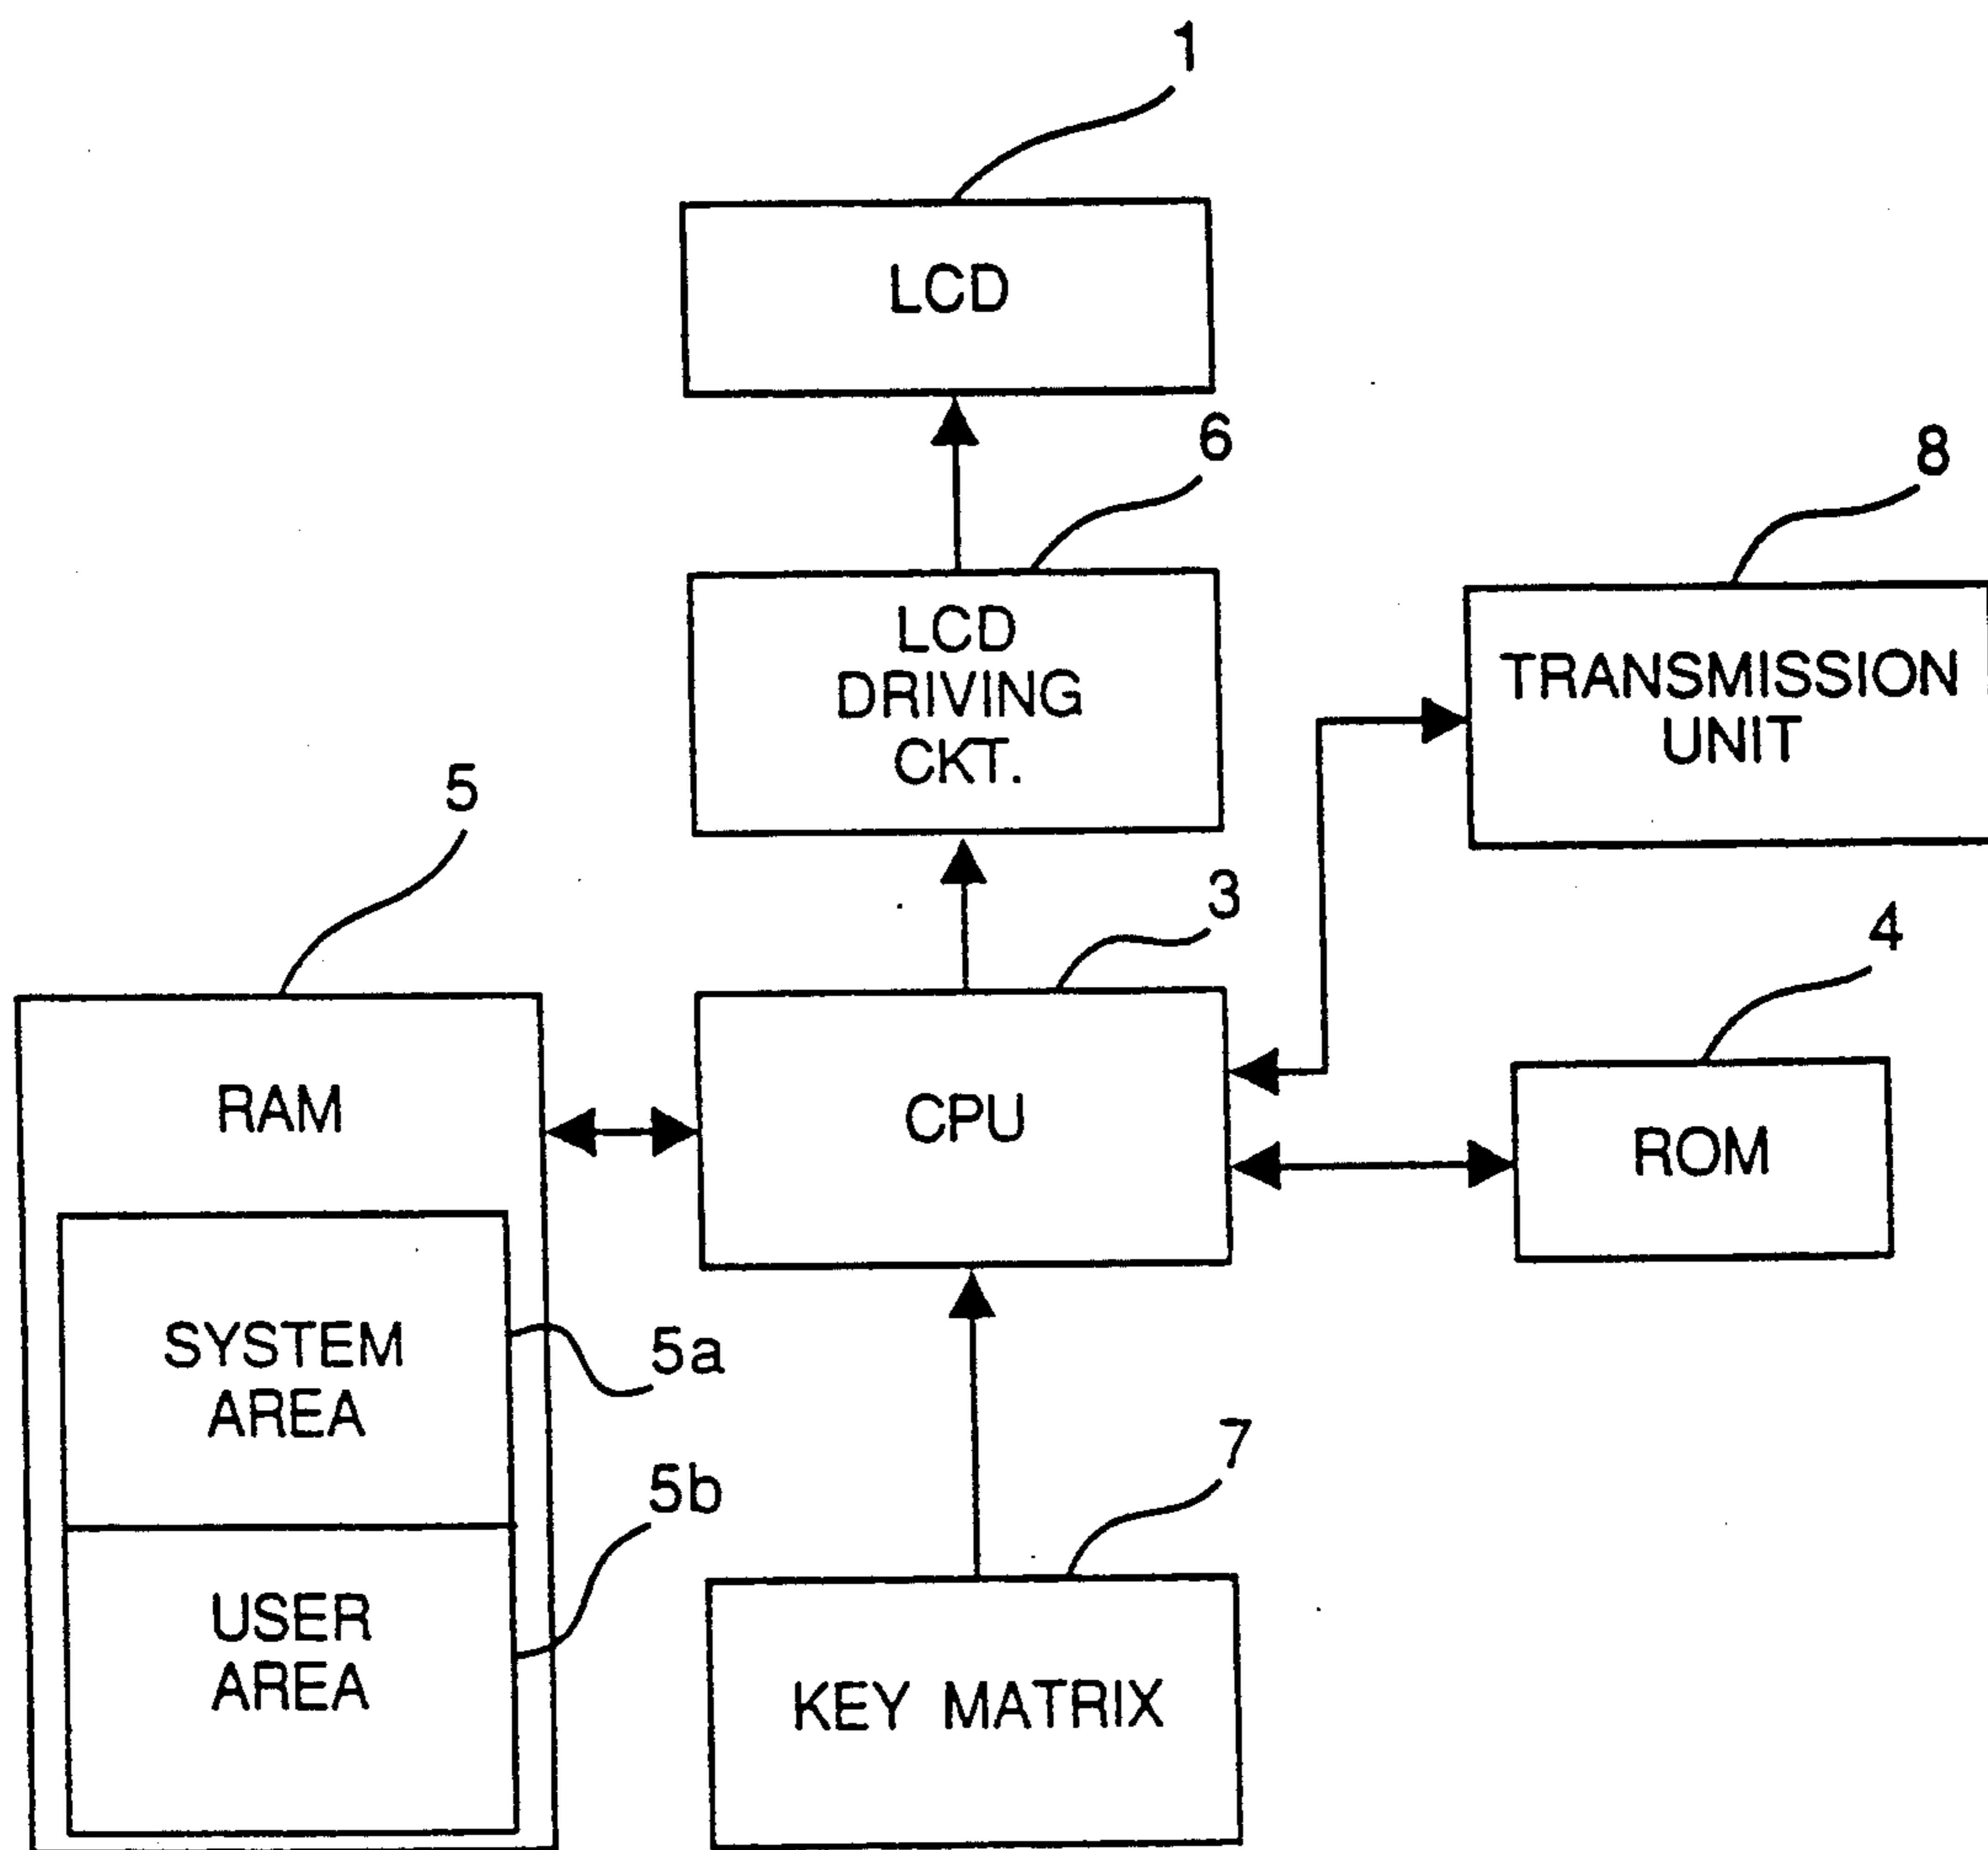 1
LCD
6
8
LCD
DRIVING
CKT.
TRANSMISSION
UNIT
5
3
4
RAM
CPU
ROM
SYSTEM
AREA
5a
5b
7
USER
AREA
KEY MATRIX